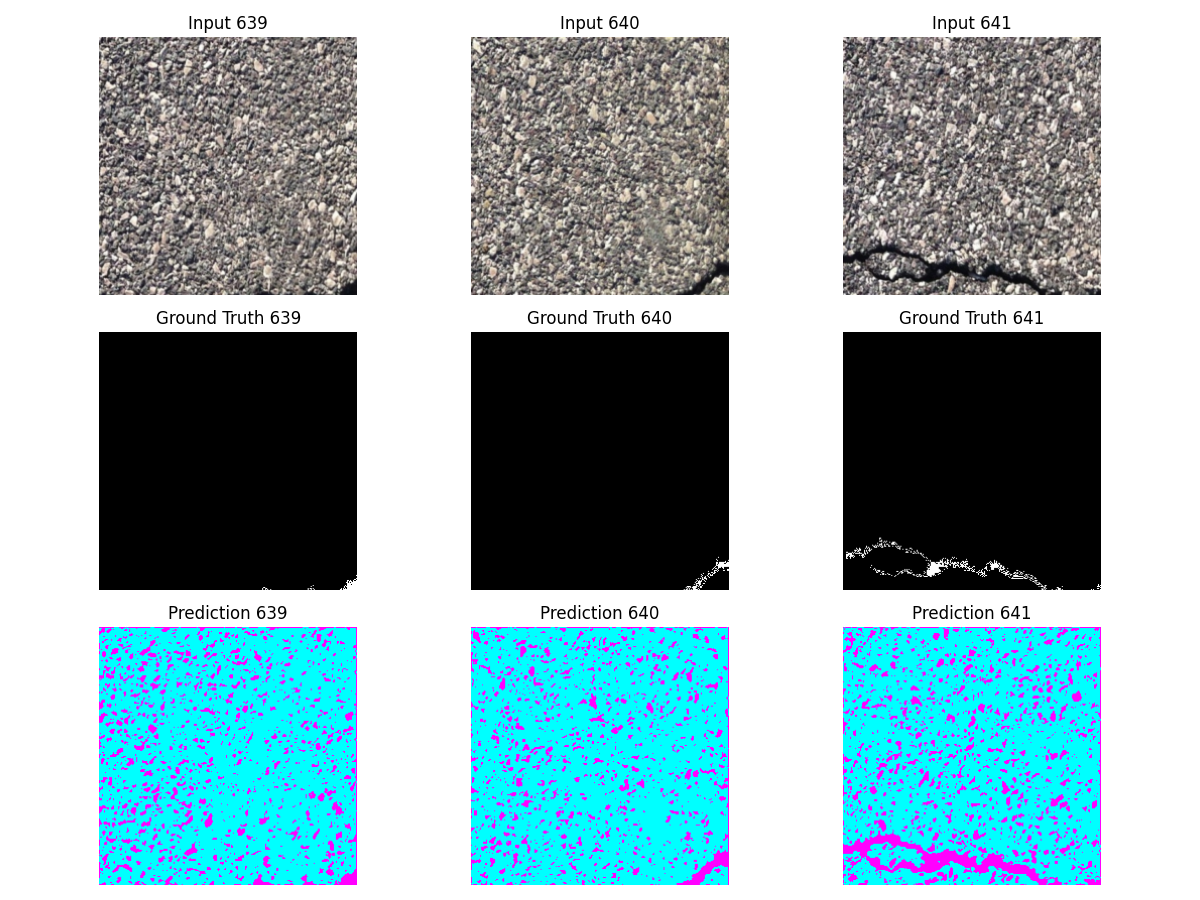 Input 639
Input 640
Input 641
Ground Truth 639
Ground Truth 640
Ground Truth 641
Prediction 639
Prediction 640
Prediction 641